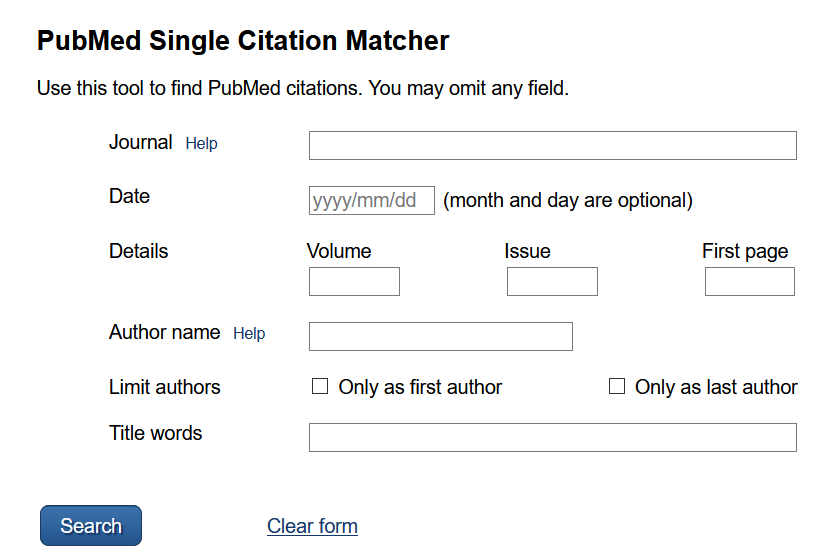 PubMed Single Citation Matcher
Use this tool to find PubMed citations. You may omit any field.
Journal Help
Date yyyy/mm/dd (month and day are optional)
Details Volume Issue First page
Author name Help
Limit authors Only as first author Only as last author
Title words
Search Clear form